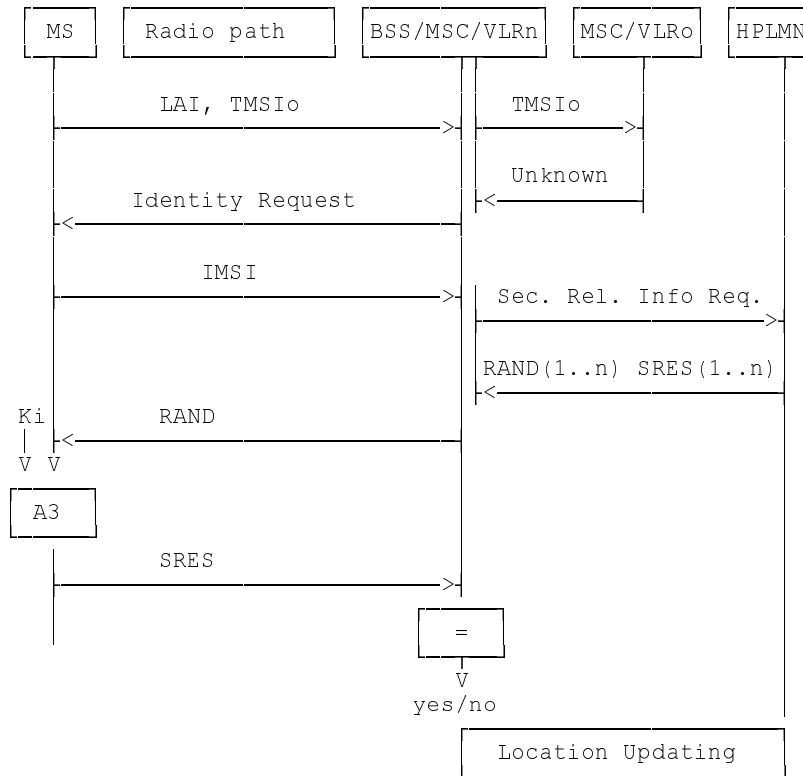 MS Radio path BSS/MSC/VLRn MSC/VLRo HPLMN
LAI, TMSIo TMSIo
Unknown
Identity Request
IMSI
Sec. Rel. Info Req.
RAND(1..n) SRES(1..n)
Ki RAND
V V
A3
SRES
=
V
yes/no
Location Updating